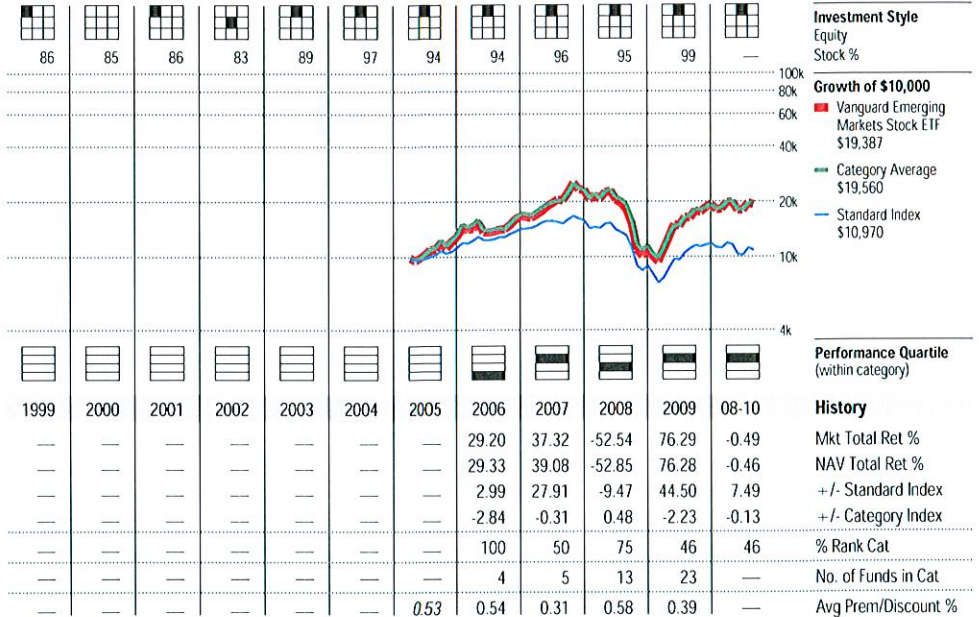 Investment Style
Equity
86 85 86 83 89 97 94 94 96 95 99 — Stock %
100k
80k
60k
40k
20k
10k
4k
Growth of $10,000
Vanguard Emerging
Markets Stock ETF
$19,387
Category Average
$19,560
Standard Index
$10,970
Performance Quartile
(within category)
1999 2000 2001 2002 2003 2004 2005 2006 2007 2008 2009 08-10 History
— — — — — — — 29.20 37.32 -52.54 76.29 -0.49 Mkt Total Ret %
— — — — — — — 29.33 39.08 -52.85 76.28 -0.46 NAV Total Ret %
— — — — — — — 2.99 27.91 -9.47 44.50 7.49 +/- Standard Index
— — — — — — — -2.84 -0.31 0.48 -2.23 -0.13 +/- Category Index
— — — — — — — 100 50 75 46 46 % Rank Cat
— — — — — — — 4 5 13 23 — No. of Funds in Cat
— — — — — — 0.53 0.54 0.31 0.58 0.39 — Avg Prem/Discount %